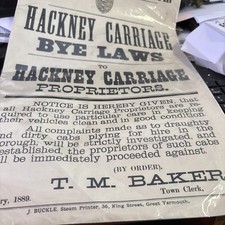 HACKNEY CARRIAGE
BYE LAWS
TO
HACKNEY CARRIAGE
PROPRIETORS.
NOTICE IS HEREBY GIVEN, that
all Hackney Carriage Proprietors are re-
quired to use particular care in keeping
their vehicles clean and in good condition
All complaints made as to draughty
and dirty cabs plying for hire in the
Borough, will be strictly investigated, and
established, the proprietors of such cabs
will be immediately proceeded against.
(BY ORDER).
T. M. BAKER
Town Clerk,
ry, 1889.
J. BUCKLE, Steam Printer, 36, King Street, Great Yarmouth.